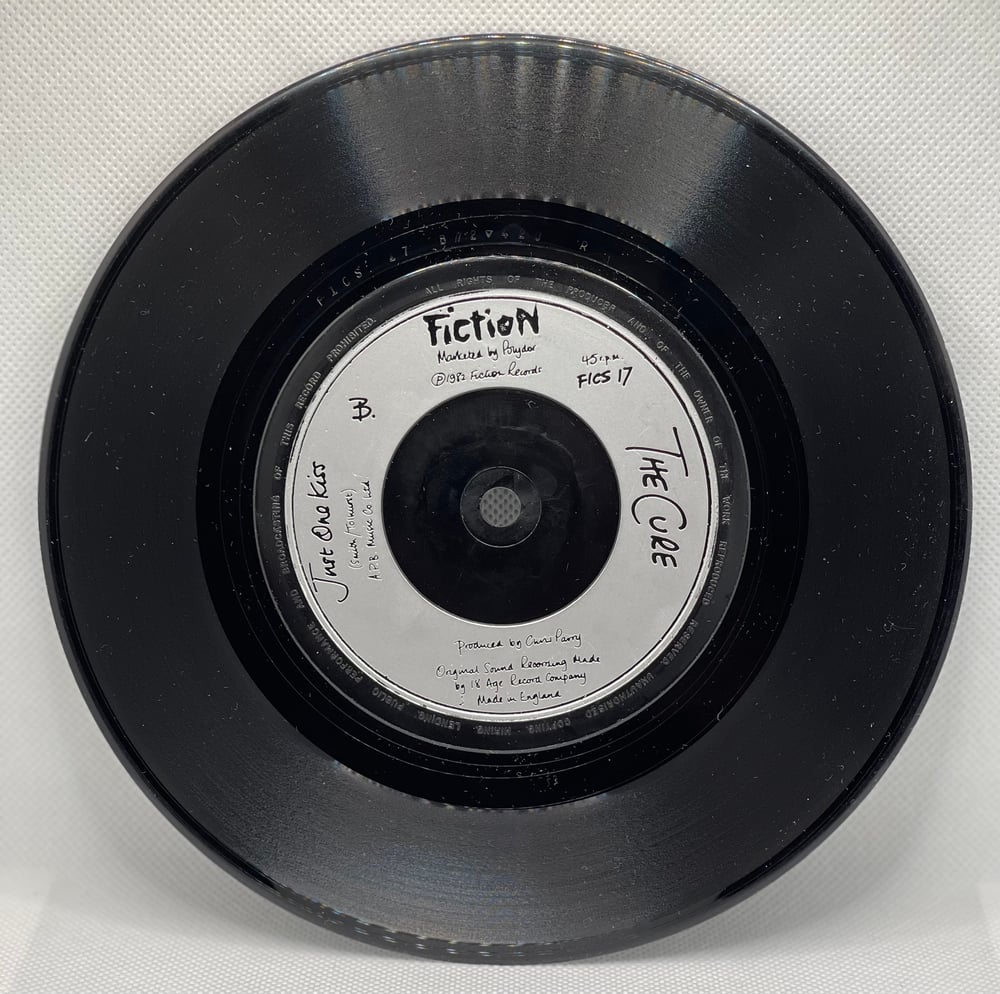 Fiction
Marketed by Polydor
℗ 1982 Fiction Records
45 r.p.m.
FICS 17
B.
THE CURE
Just One Kiss
(Smith/Tolhurst)
A.P.B. Music Co Ltd
Produced by Chris Parry
Original Sound Recording Made
by 18 Age Record Company
Made in England
ALL RIGHTS OF THE PRODUCER AND OF THE OWNER OF THE WORK REPRODUCED RESERVED. UNAUTHORISED COPYING, HIRING, LENDING, PUBLIC PERFORMANCE AND BROADCASTING OF THIS RECORD PROHIBITED.
FICS 17